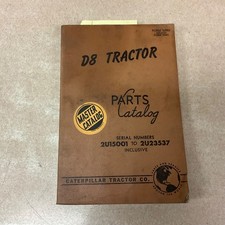 D8 TRACTOR
PARTS
Catalog
MASTER
CATALOG
SERIAL NUMBERS
2U15001 TO 2U23537
INCLUSIVE
CATERPILLAR TRACTOR CO.